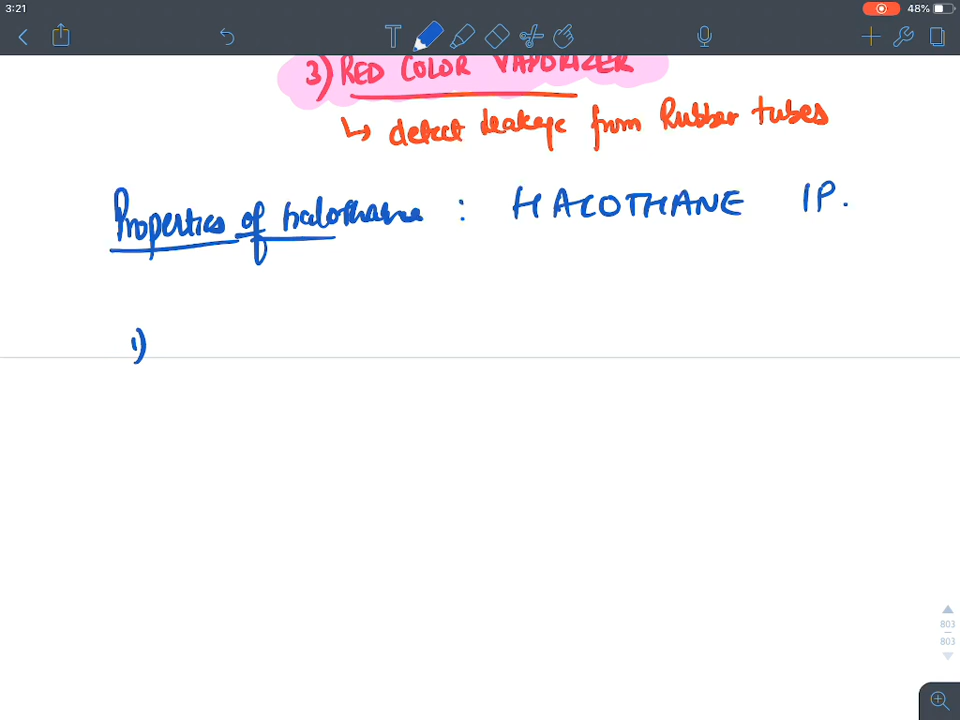 3:21
48%
T
3) RED COLOR VAPORIZER
↳ detect leakage from Rubber tubes
Properties of halothane : HALOTHANE IP.
1)
803
803